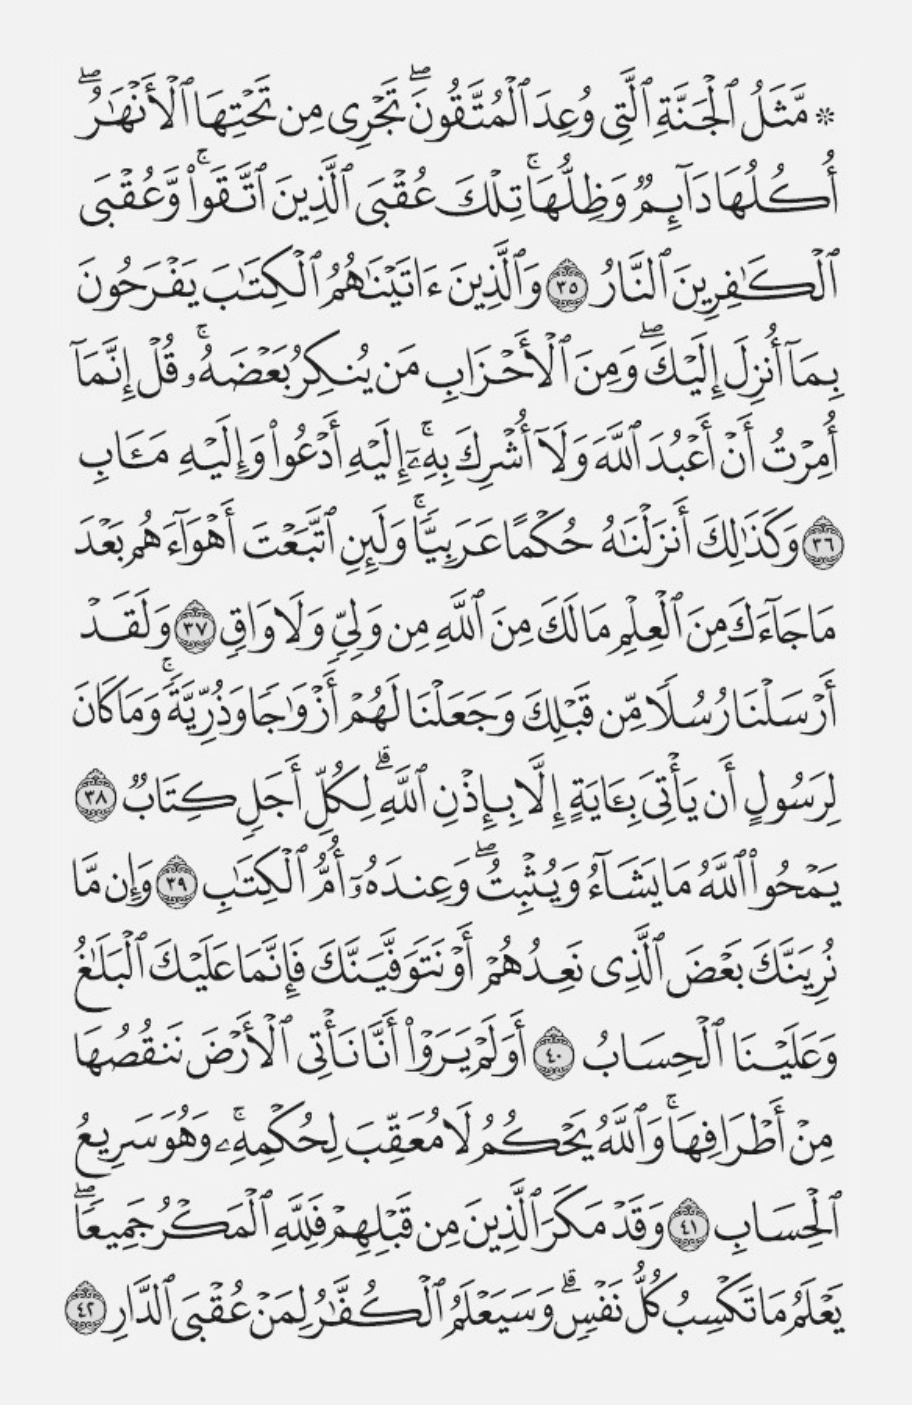 ۞ مَّثَلُ ٱلْجَنَّةِ ٱلَّتِى وُعِدَ ٱلْمُتَّقُونَ ۖ تَجْرِى مِن تَحْتِهَا ٱلْأَنْهَـٰرُ ۖ
أُكُلُهَا دَآئِمٌ وَظِلُّهَا ۚ تِلْكَ عُقْبَى ٱلَّذِينَ ٱتَّقَوا۟ ۚ وَّعُقْبَى
ٱلْكَـٰفِرِينَ ٱلنَّارُ ٣٥ وَٱلَّذِينَ ءَاتَيْنَـٰهُمُ ٱلْكِتَـٰبَ يَفْرَحُونَ
بِمَآ أُنزِلَ إِلَيْكَ ۖ وَمِنَ ٱلْأَحْزَابِ مَن يُنكِرُ بَعْضَهُۥ ۚ قُلْ إِنَّمَآ
أُمِرْتُ أَنْ أَعْبُدَ ٱللَّهَ وَلَآ أُشْرِكَ بِهِۦٓ ۚ إِلَيْهِ أَدْعُوا۟ وَإِلَيْهِ مَـَٔابِ
٣٦ وَكَذَٰلِكَ أَنزَلْنَـٰهُ حُكْمًا عَرَبِيًّا ۚ وَلَئِنِ ٱتَّبَعْتَ أَهْوَآءَهُم بَعْدَ
مَا جَآءَكَ مِنَ ٱلْعِلْمِ مَا لَكَ مِنَ ٱللَّهِ مِن وَلِىٍّ وَلَا وَاقٍ ٣٧ وَلَقَدْ
أَرْسَلْنَا رُسُلًا مِّن قَبْلِكَ وَجَعَلْنَا لَهُمْ أَزْوَٰجًا وَذُرِّيَّةً ۚ وَمَا كَانَ
لِرَسُولٍ أَن يَأْتِىَ بِـَٔايَةٍ إِلَّا بِإِذْنِ ٱللَّهِ ۗ لِكُلِّ أَجَلٍ كِتَابٌ ٣٨
يَمْحُوا۟ ٱللَّهُ مَا يَشَآءُ وَيُثْبِتُ ۖ وَعِندَهُۥٓ أُمُّ ٱلْكِتَـٰبِ ٣٩ وَإِن مَّا
نُرِيَنَّكَ بَعْضَ ٱلَّذِى نَعِدُهُمْ أَوْ نَتَوَفَّيَنَّكَ فَإِنَّمَا عَلَيْكَ ٱلْبَلَـٰغُ
وَعَلَيْنَا ٱلْحِسَابُ ٤٠ أَوَلَمْ يَرَوْا۟ أَنَّا نَأْتِى ٱلْأَرْضَ نَنقُصُهَا
مِنْ أَطْرَافِهَا ۚ وَٱللَّهُ يَحْكُمُ لَا مُعَقِّبَ لِحُكْمِهِۦ ۚ وَهُوَ سَرِيعُ
ٱلْحِسَابِ ٤١ وَقَدْ مَكَرَ ٱلَّذِينَ مِن قَبْلِهِمْ فَلِلَّهِ ٱلْمَكْرُ جَمِيعًا ۖ
يَعْلَمُ مَا تَكْسِبُ كُلُّ نَفْسٍ ۗ وَسَيَعْلَمُ ٱلْكُفَّـٰرُ لِمَنْ عُقْبَى ٱلدَّارِ ٤٢